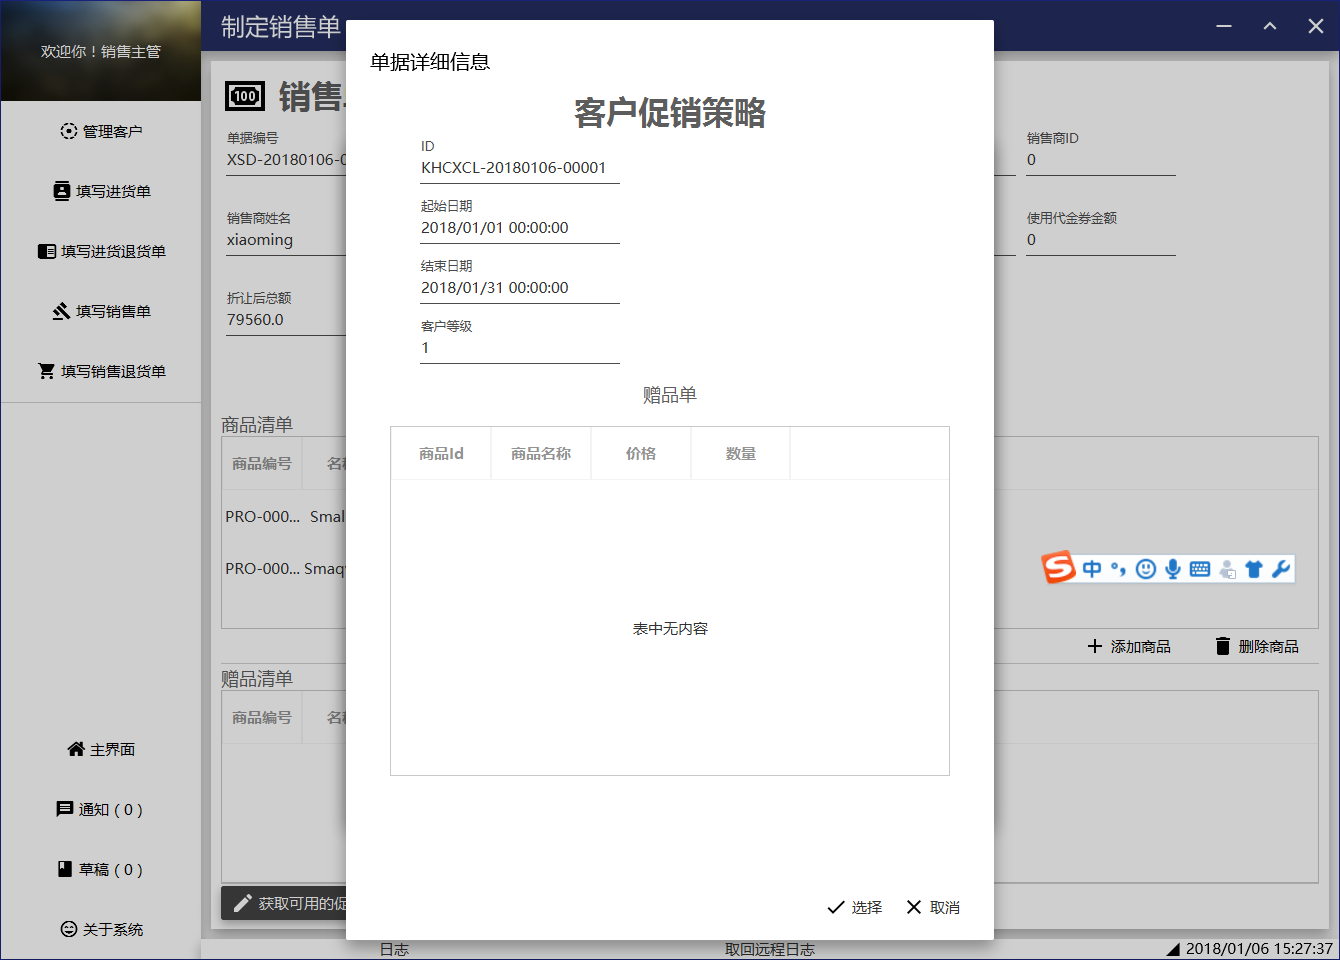 欢迎你！销售主管
管理客户
填写进货单
填写进货退货单
填写销售单
填写销售退货单
主界面
通知 ( 0 )
草稿 ( 0 )
关于系统
制定销售单
100 销售
单据编号
XSD-20180106-0
销售商ID
0
销售商姓名
xiaoming
使用代金券金额
0
折让后总额
79560.0
商品清单
商品编号
PRO-000... Smal
PRO-000... Smaq
添加商品 删除商品
赠品清单
商品编号
获取可用的促
单据详细信息
客户促销策略
ID
KHCXCL-20180106-00001
起始日期
2018/01/01 00:00:00
结束日期
2018/01/31 00:00:00
客户等级
1
赠品单
商品Id 商品名称 价格 数量
表中无内容
选择 取消
S 中
日志 取回远程日志 2018/01/06 15:27:37